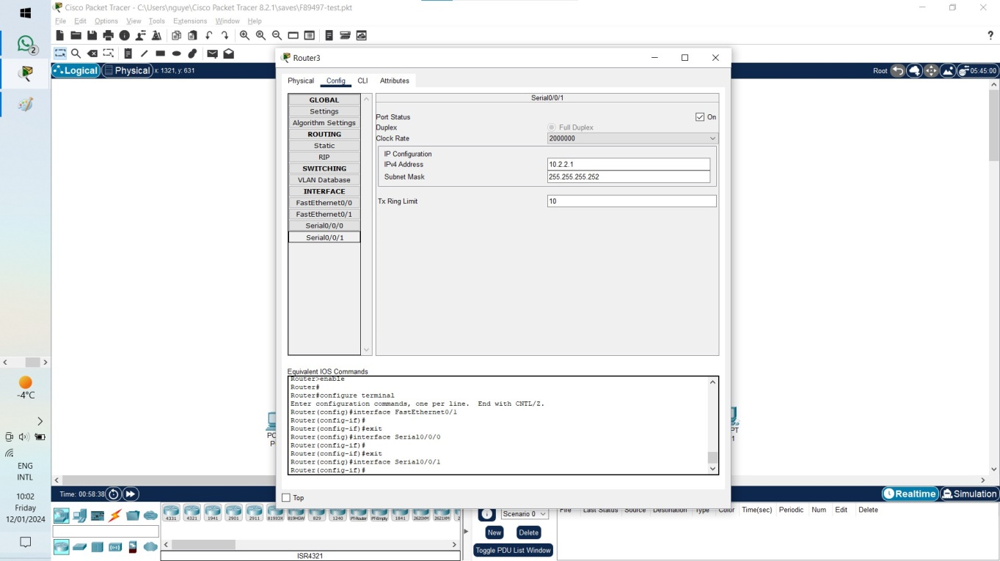 Cisco Packet Tracer - C:\Users\nguye\Cisco Packet Tracer 8.2.1\saves\F89497-test.pkt
File Edit Options View Tools Extensions Window Help
?
2
Logical Physical x: 1321, y: 631
Root 05:45:00
Router3
Physical Config CLI Attributes
GLOBAL
Settings
Algorithm Settings
ROUTING
Static
RIP
SWITCHING
VLAN Database
INTERFACE
FastEthernet0/0
FastEthernet0/1
Serial0/0/0
Serial0/0/1
Serial0/0/1
Port Status On
Duplex Full Duplex
Clock Rate 2000000
IP Configuration
IPv4 Address 10.2.2.1
Subnet Mask 255.255.255.252
Tx Ring Limit 10
Equivalent IOS Commands
Router>enable
Router#
Router#configure terminal
Enter configuration commands, one per line. End with CNTL/Z.
Router(config)#interface FastEthernet0/1
Router(config-if)#
Router(config-if)#exit
Router(config)#interface Serial0/0/0
Router(config-if)#
Router(config-if)#exit
Router(config)#interface Serial0/0/1
Router(config-if)#
Top
PC
P
PT
1
-4°C
ENG
INTL
10:02
Friday
12/01/2024
Time: 00:58:38
Realtime Simulation
4331 4321 1941 2901 2911 819IOX 819HGW 829 1240 PT-Router PT-Empty 1841 2620XM 2621XM 2
ISR4321
Scenario 0
New Delete
Toggle PDU List Window
Fire Last Status Source Destination Type Color Time(sec) Periodic Num Edit Delete